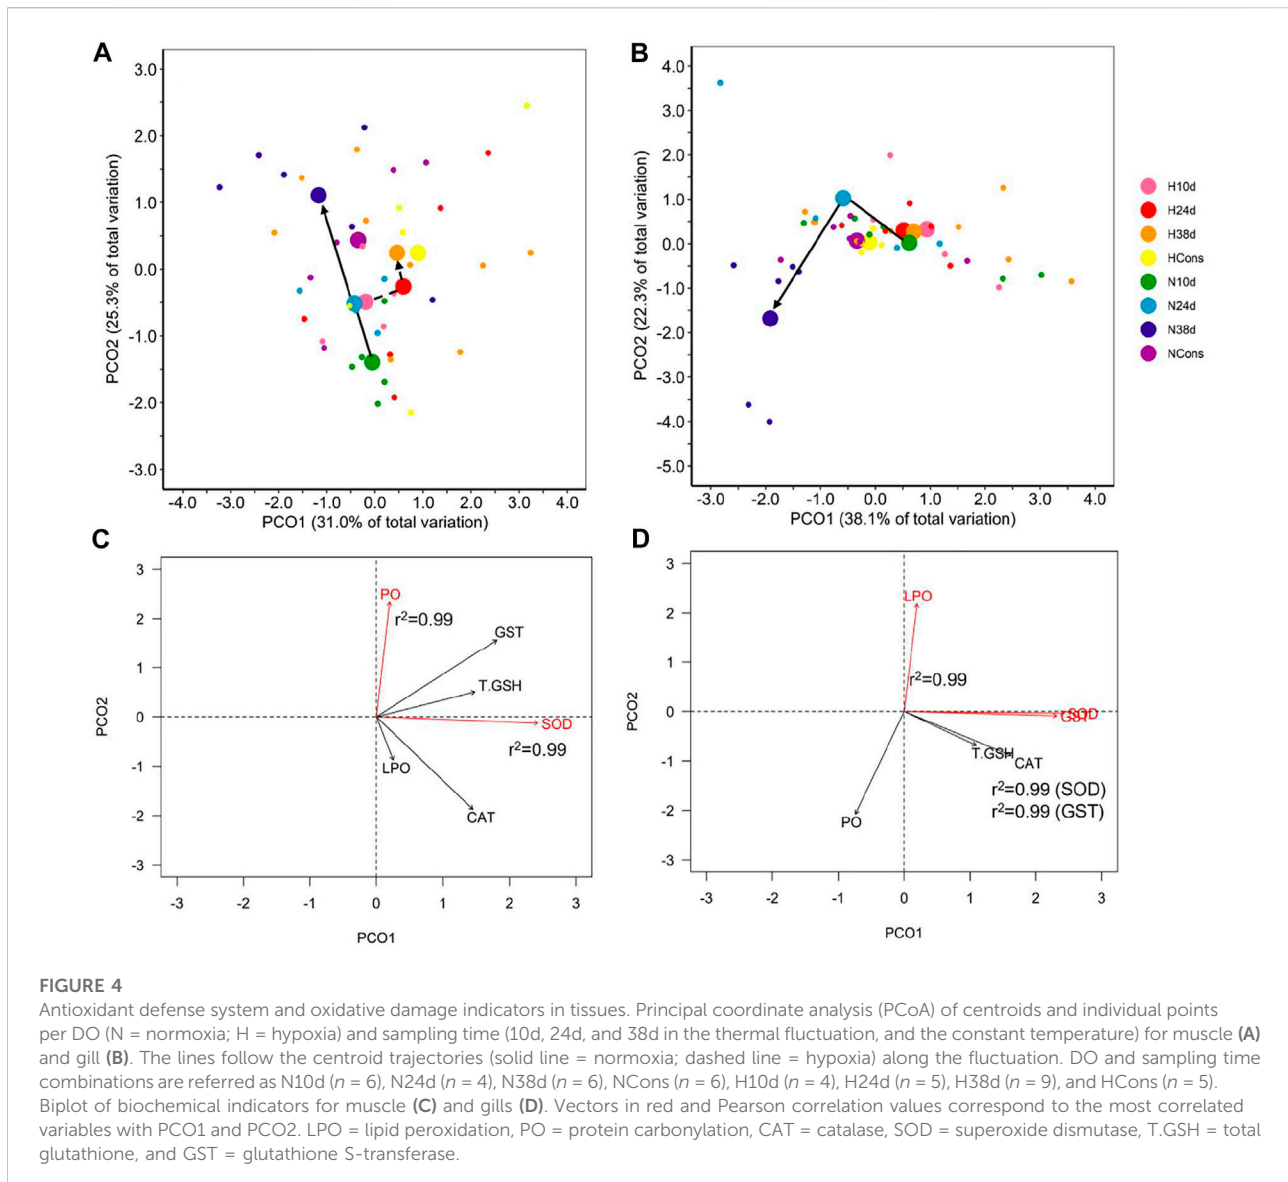 A
3.0
2.0
1.0
0.0
-1.0
-2.0
-3.0
PCO2 (25.3% of total variation)
-4.0 -3.0 -2.0 -1.0 0.0 1.0 2.0 3.0 4.0
PCO1 (31.0% of total variation)
B
4.0
3.0
2.0
1.0
0.0
-1.0
-2.0
-3.0
-4.0
-5.0
PCO2 (22.3% of total variation)
-3.0 -2.0 -1.0 0.0 1.0 2.0 3.0 4.0
PCO1 (38.1% of total variation)
H10d
H24d
H38d
HCons
N10d
N24d
N38d
NCons
C
3
2
1
0
-1
-2
-3
PCO2
PO
r²=0.99
GST
T.GSH
SOD
r²=0.99
LPO
CAT
-3 -2 -1 0 1 2 3
PCO1
D
3
2
1
0
-1
-2
-3
PCO2
LPO
r²=0.99
SOD
GST
T.GSH
CAT
r²=0.99 (SOD)
r²=0.99 (GST)
PO
-3 -2 -1 0 1 2 3
PCO1
FIGURE 4
Antioxidant defense system and oxidative damage indicators in tissues. Principal coordinate analysis (PCoA) of centroids and individual points
per DO (N = normoxia; H = hypoxia) and sampling time (10d, 24d, and 38d in the thermal fluctuation, and the constant temperature) for muscle (A)
and gill (B). The lines follow the centroid trajectories (solid line = normoxia; dashed line = hypoxia) along the fluctuation. DO and sampling time
combinations are referred as N10d (n = 6), N24d (n = 4), N38d (n = 6), NCons (n = 6), H10d (n = 4), H24d (n = 5), H38d (n = 9), and HCons (n = 5).
Biplot of biochemical indicators for muscle (C) and gills (D). Vectors in red and Pearson correlation values correspond to the most correlated
variables with PCO1 and PCO2. LPO = lipid peroxidation, PO = protein carbonylation, CAT = catalase, SOD = superoxide dismutase, T.GSH = total
glutathione, and GST = glutathione S-transferase.